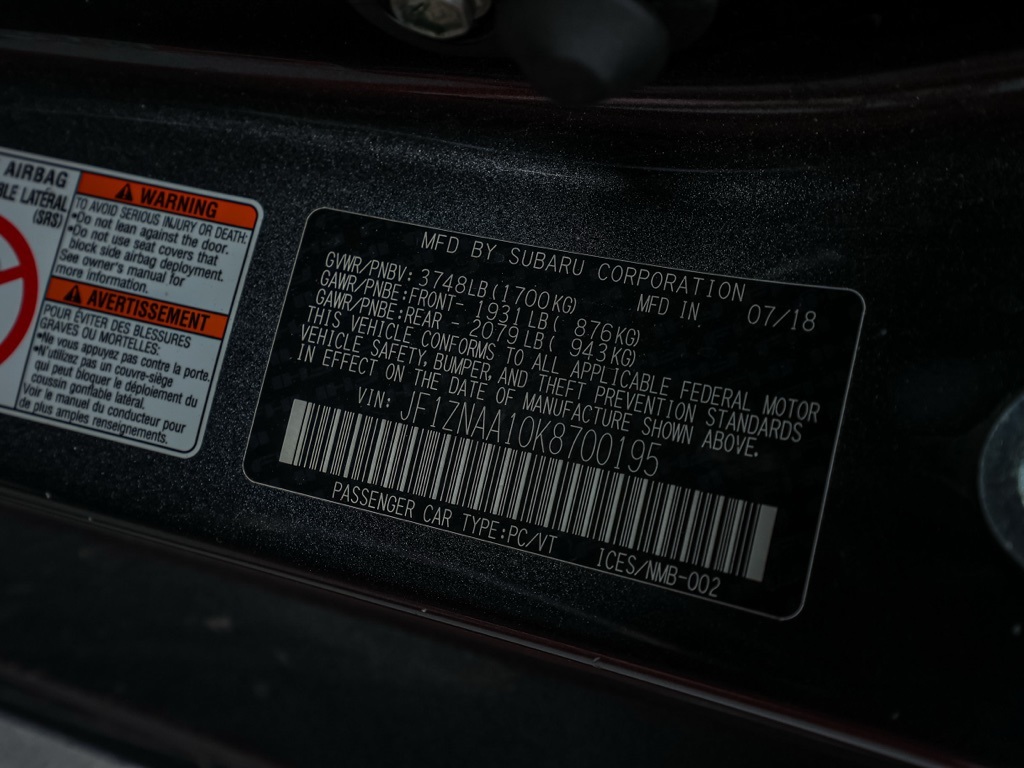 AIRBAG
BLE LATÉRAL
(SRS)
WARNING
TO AVOID SERIOUS INJURY OR DEATH:
•Do not lean against the door.
•Do not use seat covers that
block side airbag deployment.
See owner's manual for
more information.
AVERTISSEMENT
POUR ÉVITER DES BLESSURES
GRAVES OU MORTELLES:
•Ne vous appuyez pas contre la porte.
•N'utilizez pas un couvre-siège
qui peut bloquer le déploiement du
coussin gonflable latéral.
Voir le manuel du conducteur pour
de plus amples renseignements.
MFD BY SUBARU CORPORATION
GVWR/PNBV: 3748LB(1700KG) MFD IN 07/18
GAWR/PNBE:FRONT- 1931LB( 876KG)
GAWR/PNBE:REAR - 2079LB( 943KG)
THIS VEHICLE CONFORMS TO ALL APPLICABLE FEDERAL MOTOR
VEHICLE SAFETY, BUMPER, AND THEFT PREVENTION STANDARDS
IN EFFECT ON THE DATE OF MANUFACTURE SHOWN ABOVE.
VIN: JF1ZNAA10K8700195
PASSENGER CAR TYPE:PC/VT ICES/NMB-002